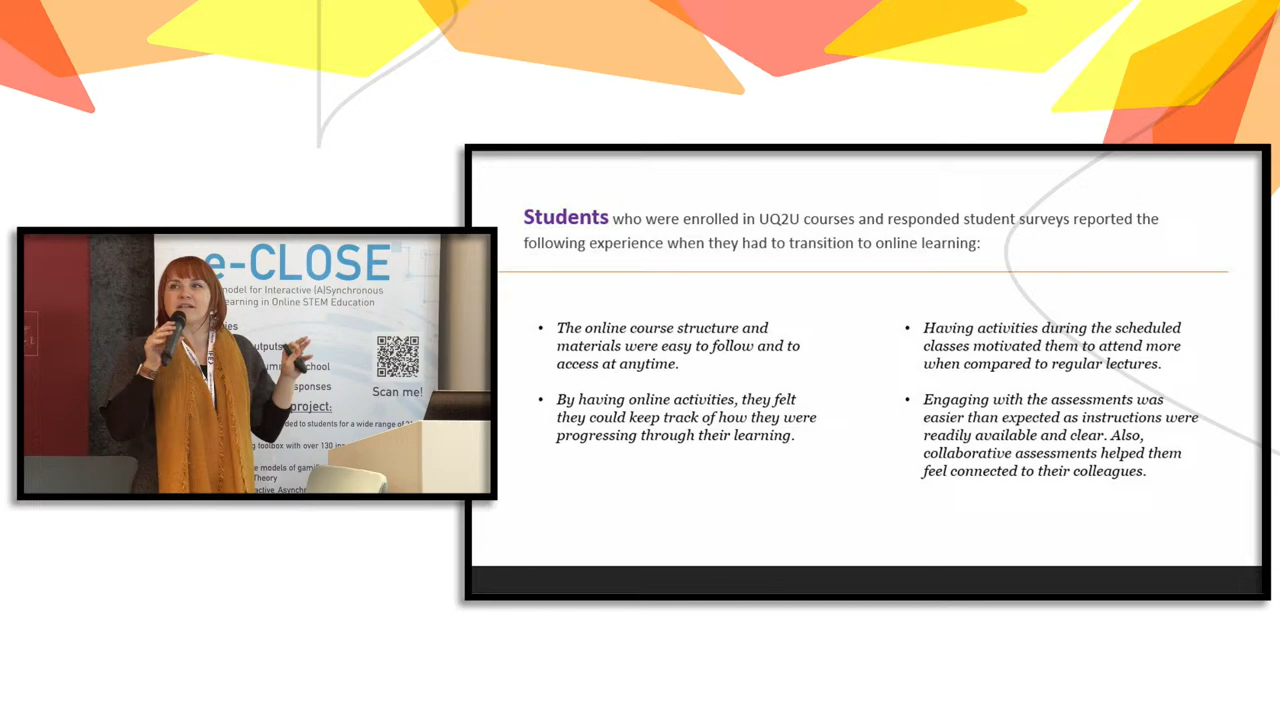 e-CLOSE
model for Interactive (A)Synchronous
earning in Online STEM Education
Scan me!
project:
Theory
Students who were enrolled in UQ2U courses and responded student surveys reported the
following experience when they had to transition to online learning:
• The online course structure and
materials were easy to follow and to
access at anytime.
• By having online activities, they felt
they could keep track of how they were
progressing through their learning.
• Having activities during the scheduled
classes motivated them to attend more
when compared to regular lectures.
• Engaging with the assessments was
easier than expected as instructions were
readily available and clear. Also,
collaborative assessments helped them
feel connected to their colleagues.